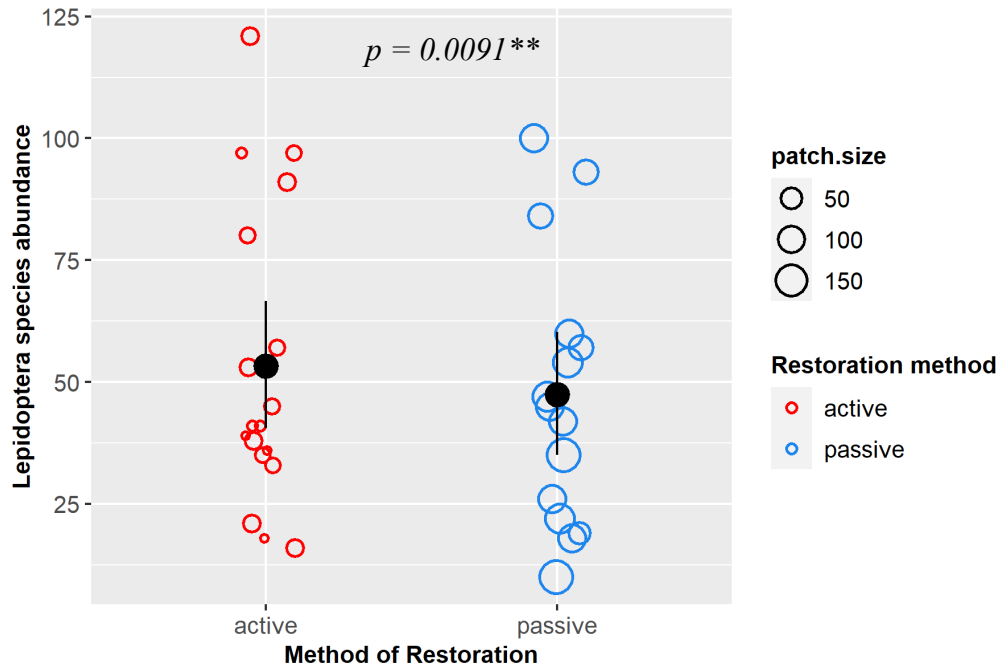 125
p = 0.0091**
100
75
50
25
Lepidoptera species abundance
active
passive
Method of Restoration
patch.size
50
100
150
Restoration method
active
passive